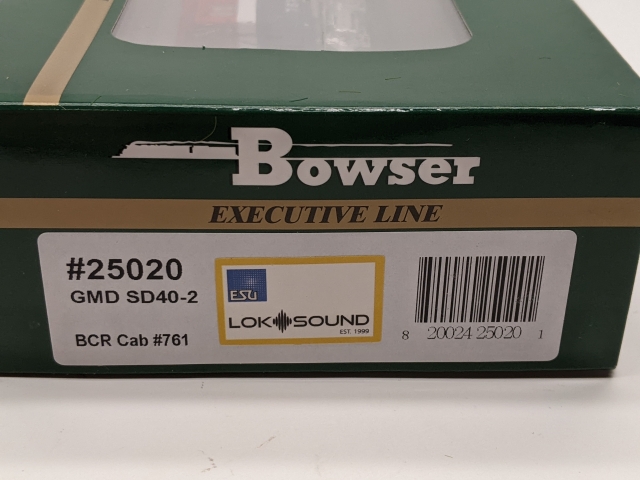 Bowser
EXECUTIVE LINE
#25020
GMD SD40-2
BCR Cab #761
ESU
LOKSOUND
EST. 1999
8 20024 25020 1